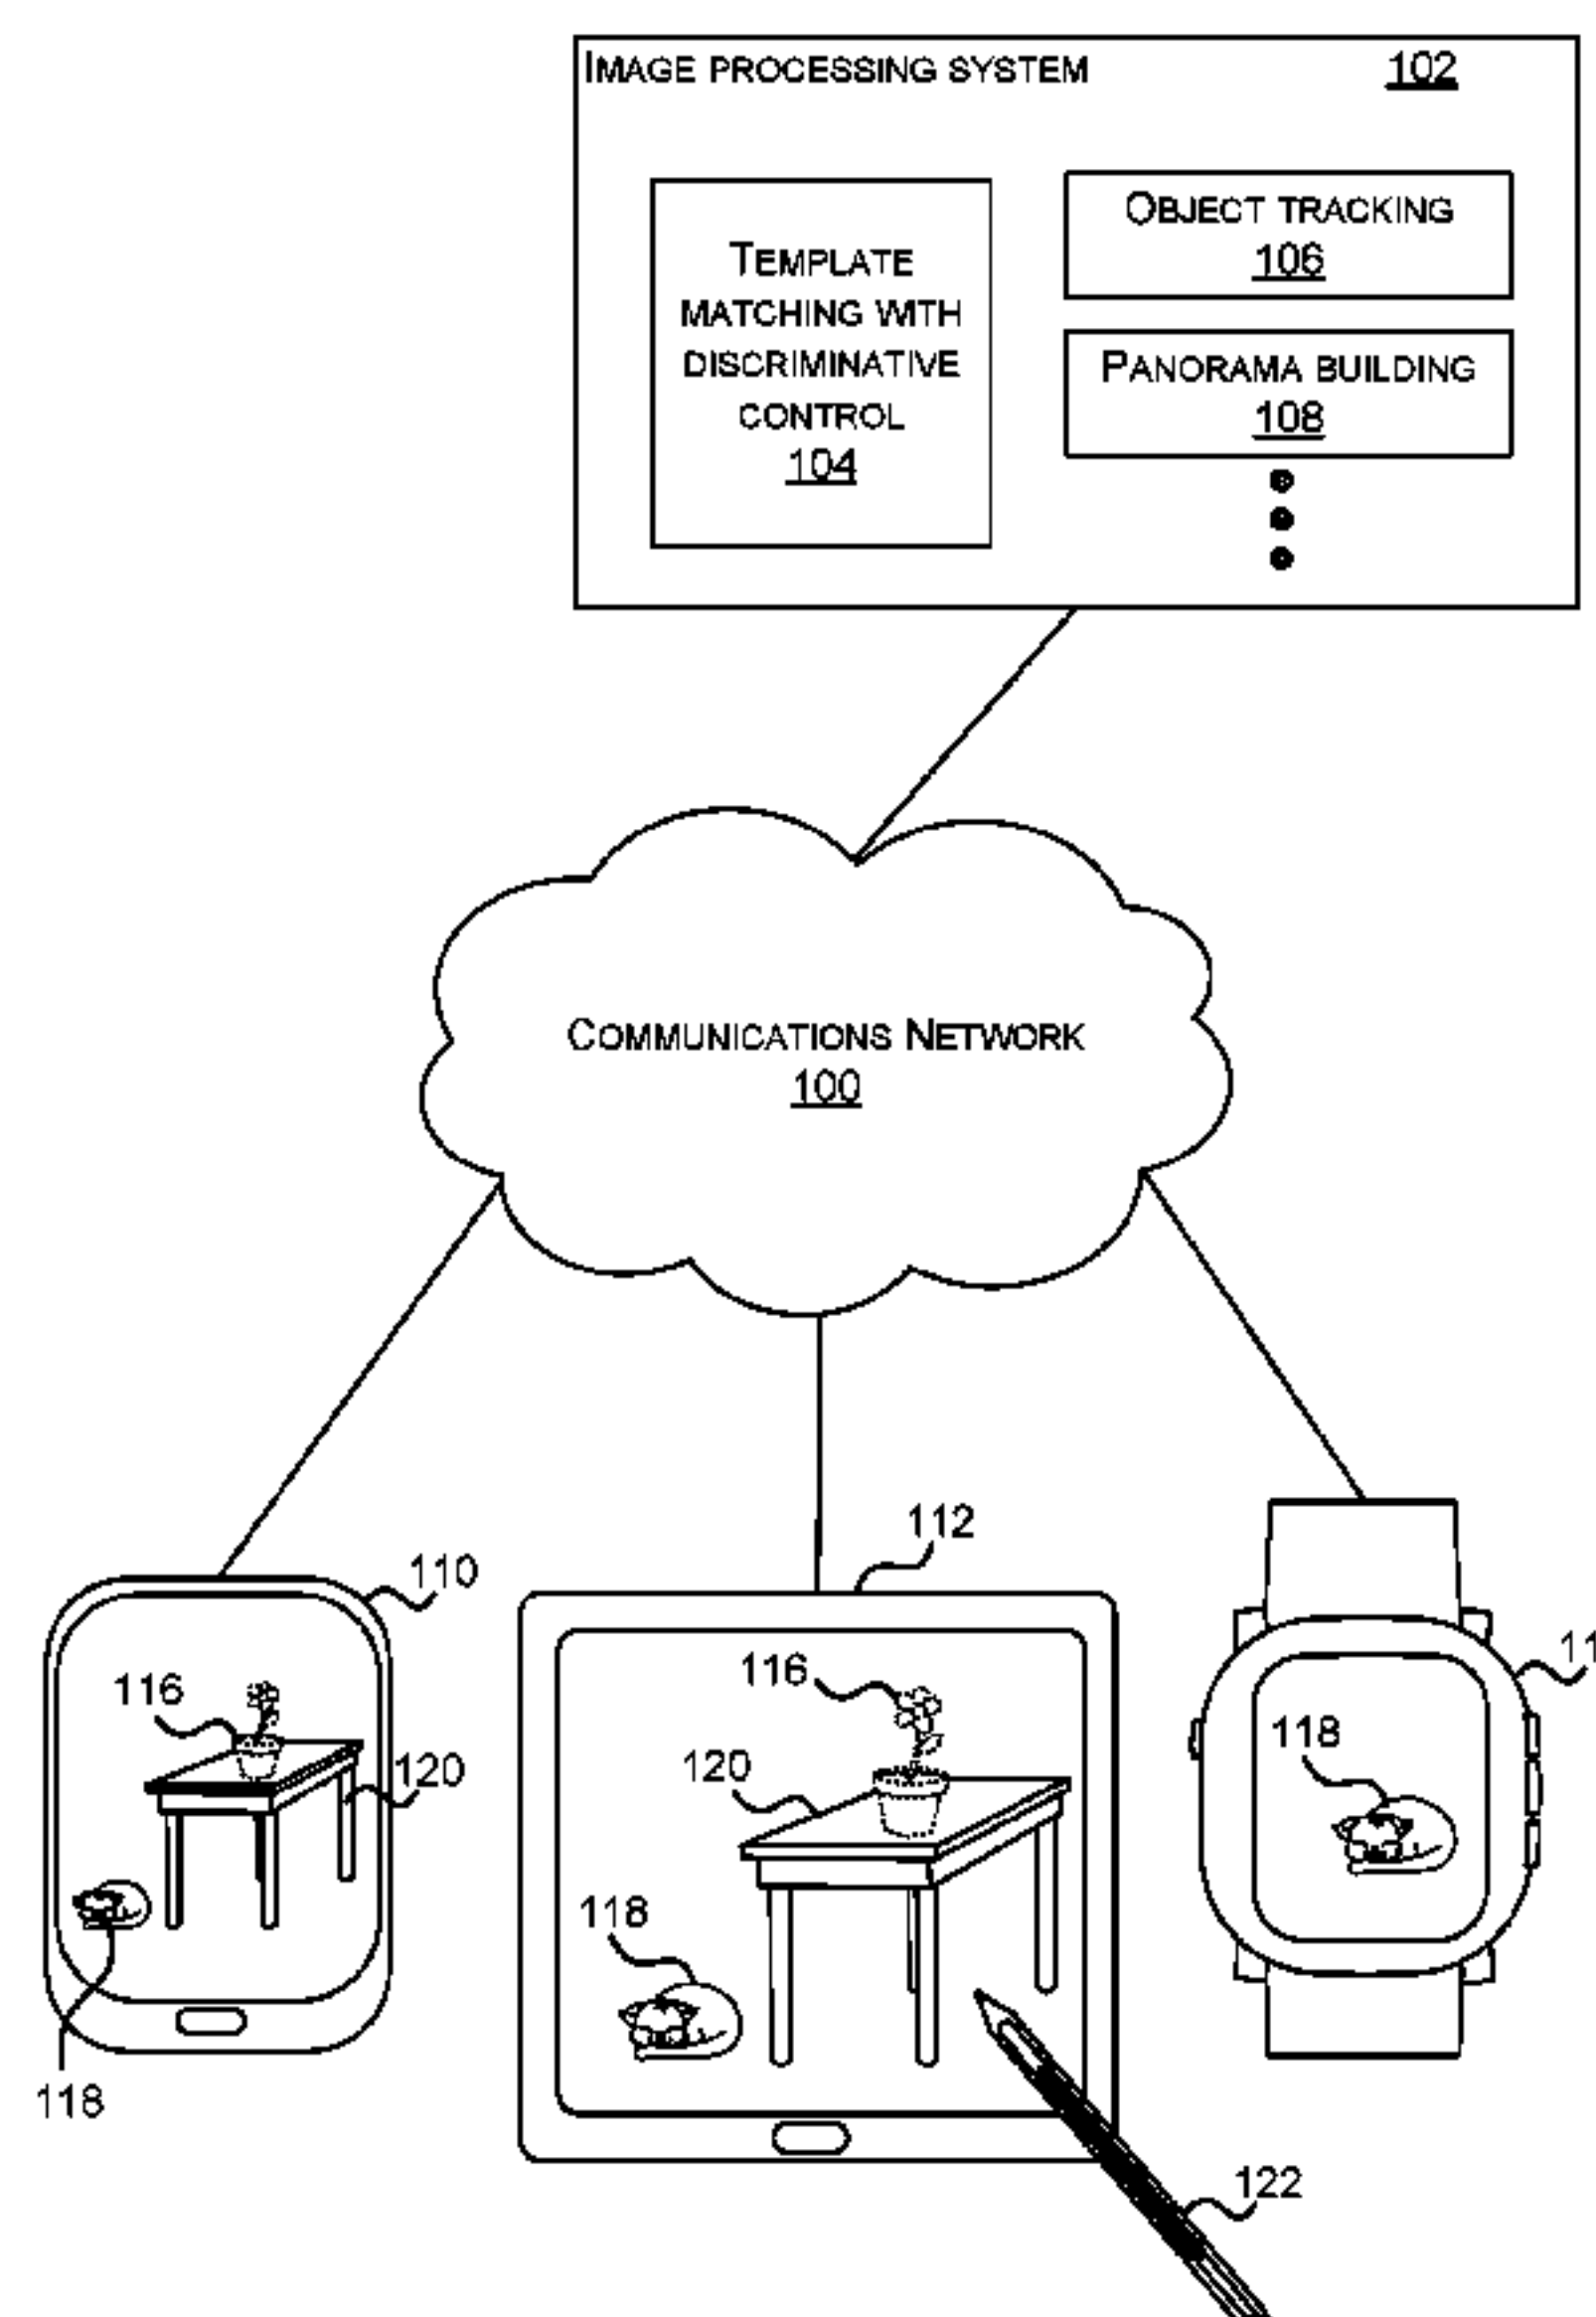 IMAGE PROCESSING SYSTEM 102
TEMPLATE
MATCHING WITH
DISCRIMINATIVE
CONTROL
104
OBJECT TRACKING
106
PANORAMA BUILDING
108
COMMUNICATIONS NETWORK
100
110
116
120
118
112
116
120
118
11
118
122